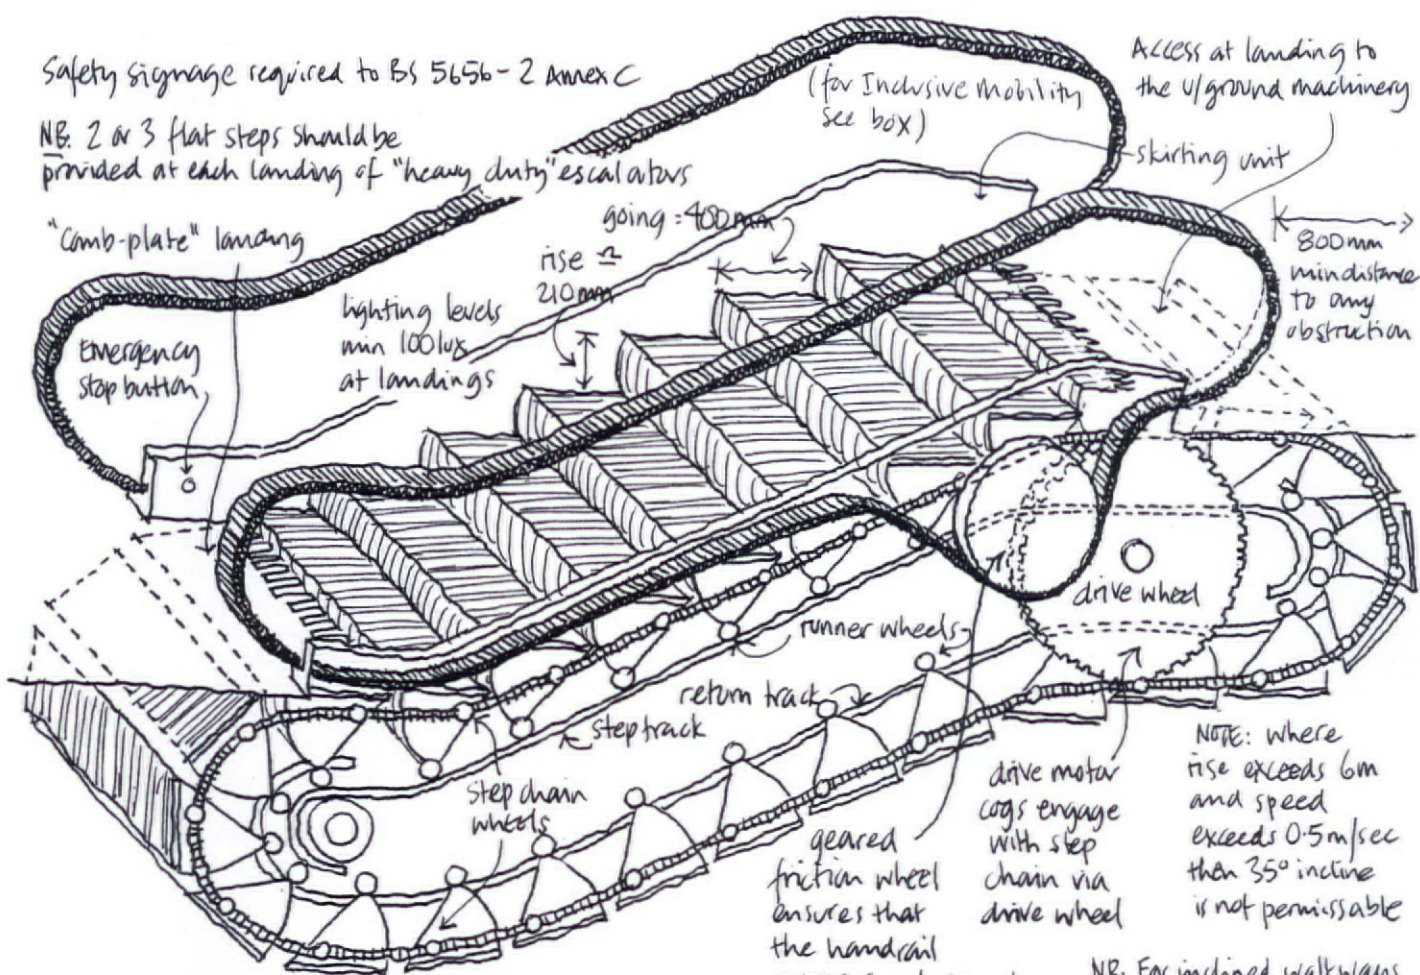 Safety signage required to BS 5656-2 Annex C
NB: 2 or 3 flat steps should be
provided at each landing of "heavy duty" escalators
(for Inclusive Mobility
see box)
Access at landing to
the u/ground machinery
skirting unit
"Comb-plate" landing
going = 400mm
rise ≏
210mm
800mm
min distance
to any
obstruction
lighting levels
min 100lux
at landings
Emergency
stop button
drive wheel
runner wheels
return track
step track
step chain
wheels
geared
friction wheel
ensures that
the handrail
drive motor
cogs engage
with step
chain via
drive wheel
NOTE: where
rise exceeds 6m
and speed
exceeds 0.5m/sec
then 35° incline
is not permissable
NB: For inclined walkways